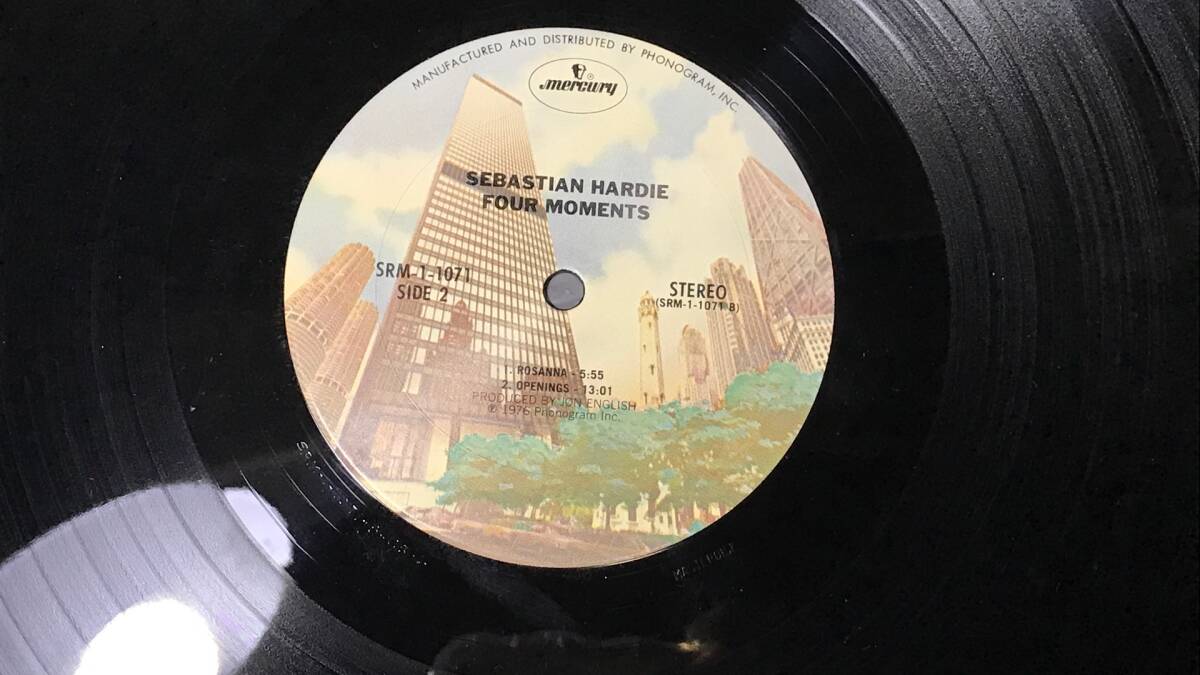 MANUFACTURED AND DISTRIBUTED BY PHONOGRAM, INC.
mercury ®
SEBASTIAN HARDIE
FOUR MOMENTS
SRM-1-1071
SIDE 2
STEREO
(SRM-1-1071 B)
1. ROSANNA - 5:55
2. OPENINGS - 13:01
PRODUCED BY JON ENGLISH
℗ 1976 Phonogram Inc.